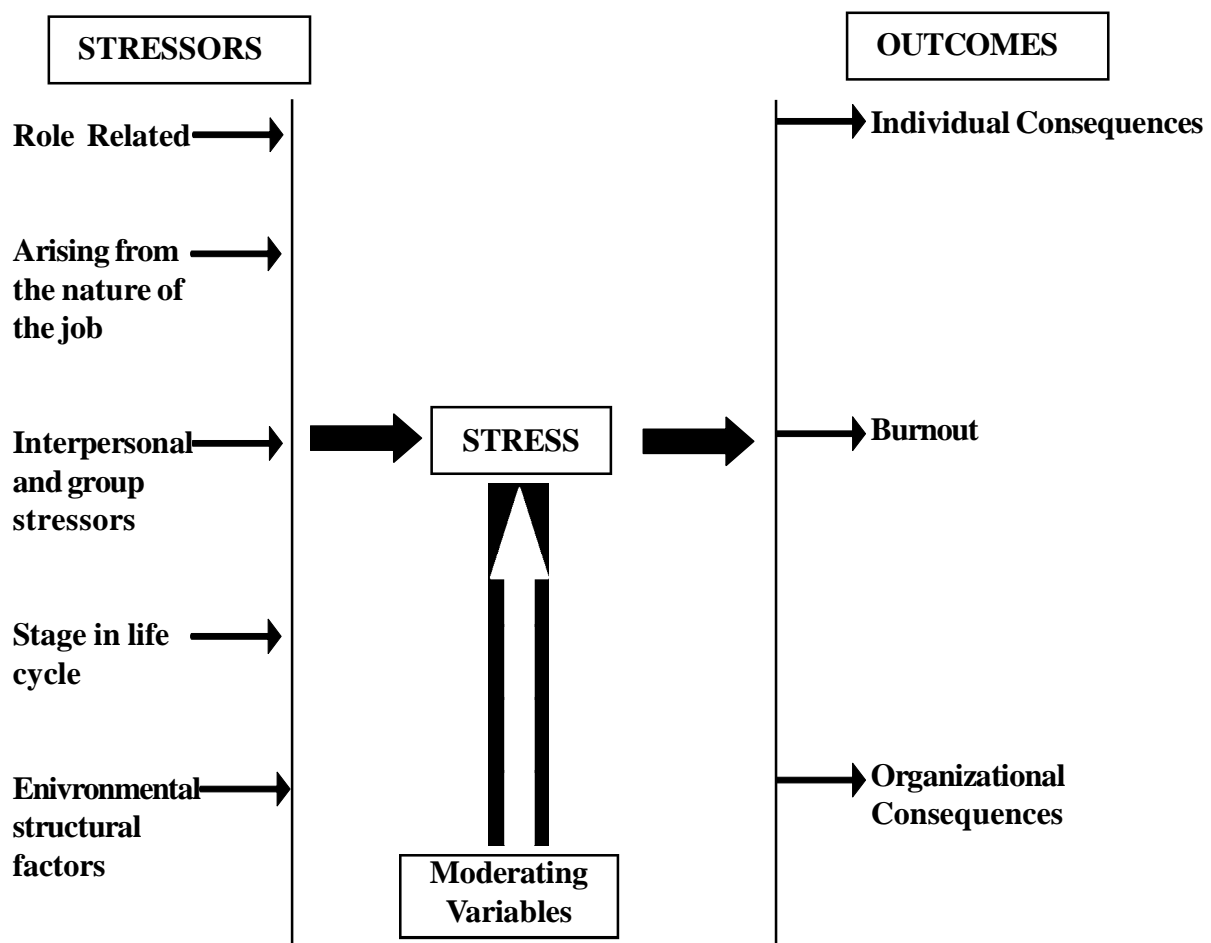 STRESSORS
OUTCOMES
Role Related
Individual Consequences
Arising from
the nature of
the job
Interpersonal
and group
stressors
STRESS
Burnout
Stage in life
cycle
Enivronmental
structural
factors
Organizational
Consequences
Moderating
Variables